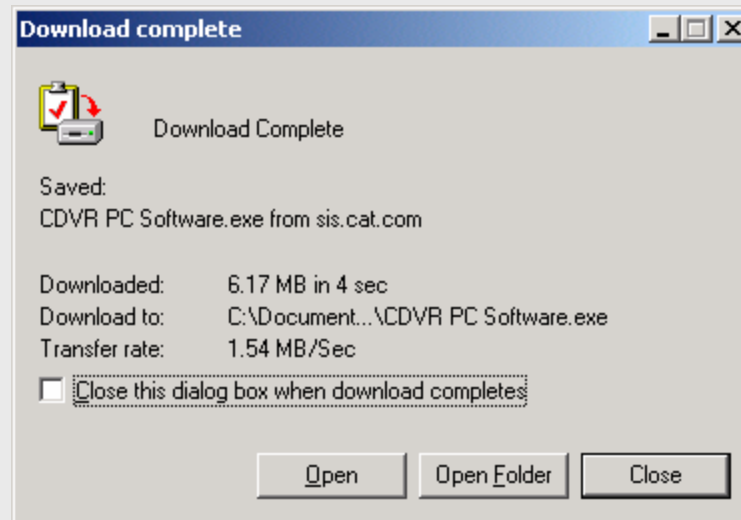 Download complete
Download Complete
Saved:
CDVR PC Software.exe from sis.cat.com
Downloaded: 6.17 MB in 4 sec
Download to: C:\Document...\CDVR PC Software.exe
Transfer rate: 1.54 MB/Sec
Close this dialog box when download completes
Open Open Folder Close